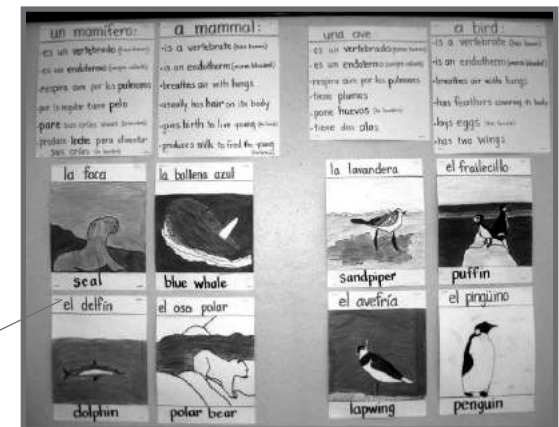 un mamífero:
-es un vertebrado
-es un endotermo
-respira aire por los pulmones
-por lo regular tiene pelo
-pare sus crías vivas
-produce leche para alimentar
sus crías
a mammal:
-is a vertebrate
-is an endotherm
-breathes air with lungs
-usually has hair on its body
-gives birth to live young
-produces milk to feed the young
una ave
-es un vertebrado
-es un endotermo
-respira aire por los pulmones
-tiene plumas
-pone huevos
-tiene dos alas
a bird:
-is a vertebrate
-is an endotherm
-breathes air with lungs
-has feathers covering its body
-lays eggs
-has two wings
la foca
seal
la ballena azul
blue whale
la lavandera
sandpiper
el frailecillo
puffin
el delfín
dolphin
el oso polar
polar bear
el avefría
lapwing
el pingüino
penguin